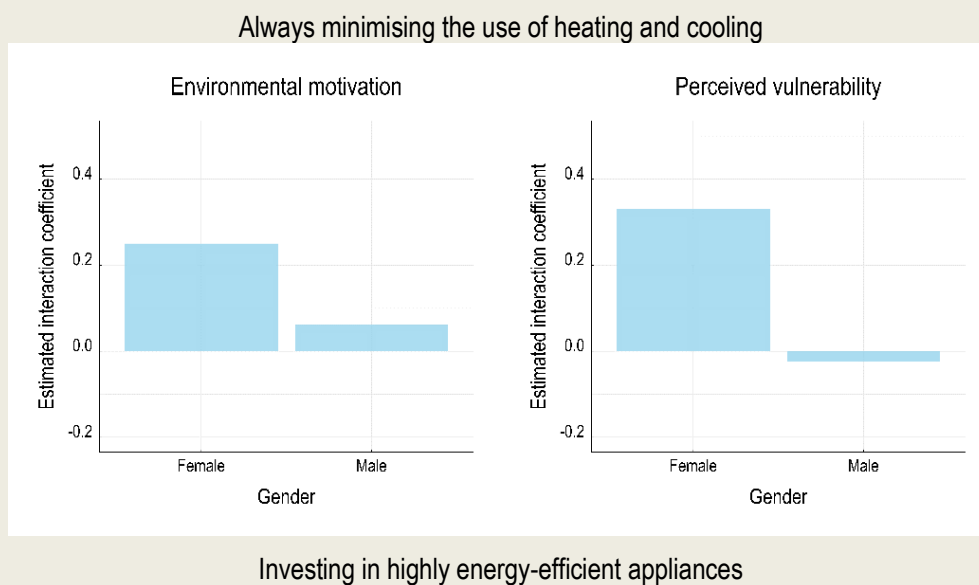 Always minimising the use of heating and cooling
Environmental motivation
Perceived vulnerability
Estimated interaction coefficient
0.4
0.2
0.0
-0.2
Female
Male
Gender
Estimated interaction coefficient
0.4
0.2
0.0
-0.2
Female
Male
Gender
Investing in highly energy-efficient appliances